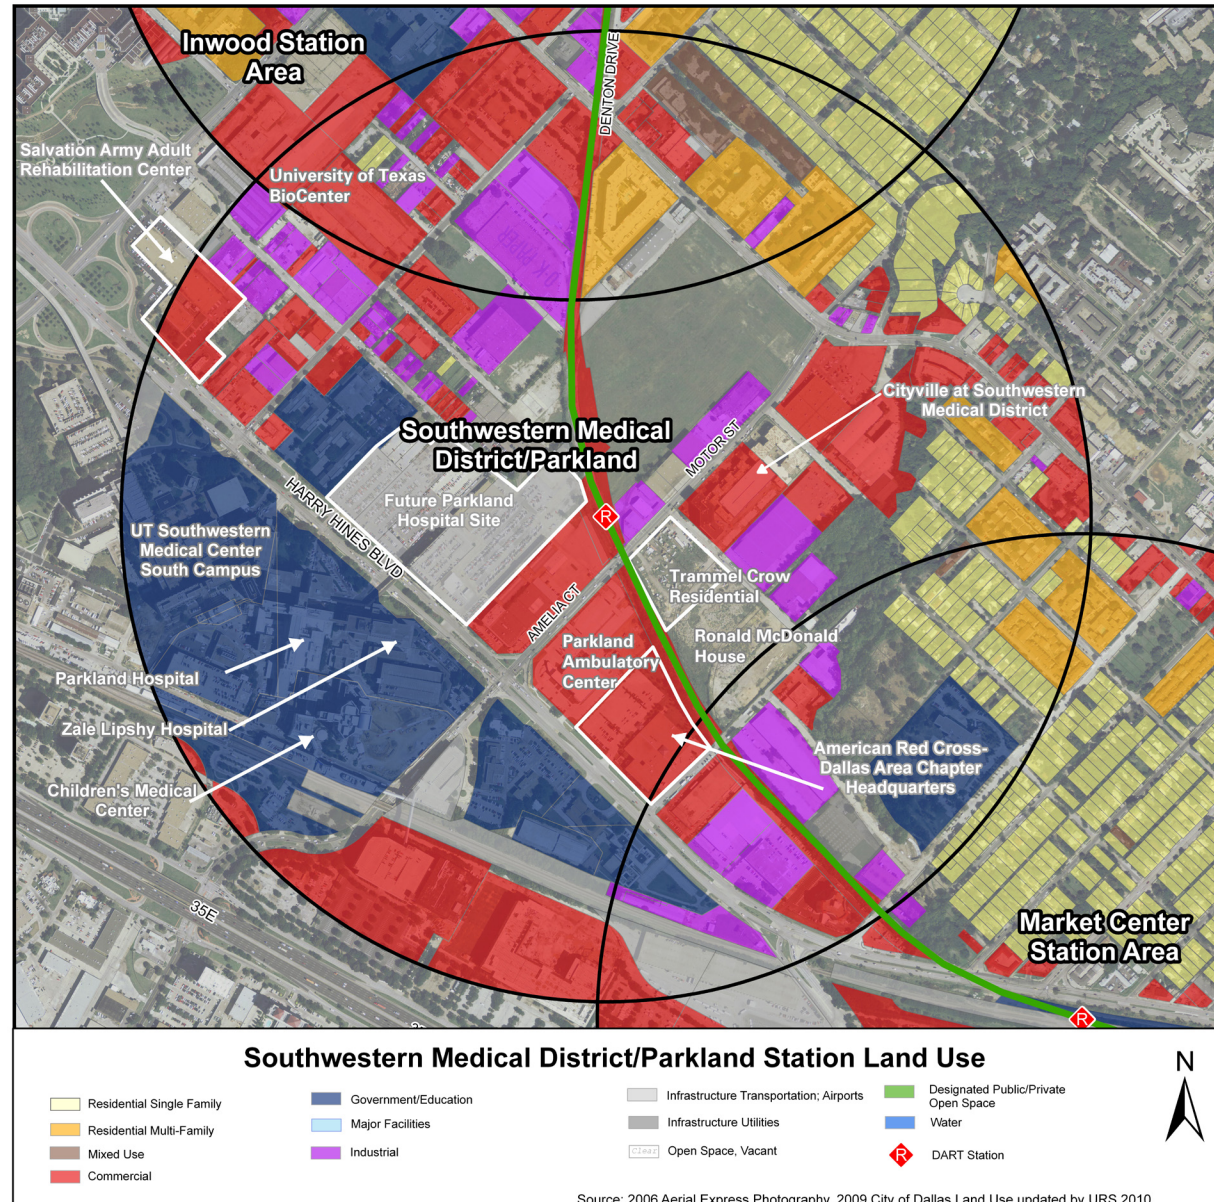 Inwood Station
Area
DENTON DRIVE
Salvation Army Adult
Rehabilitation Center
University of Texas
BioCenter
Cityville at Southwestern
Medical District
Southwestern Medical
District/Parkland
MOTOR ST
HARRY HINES BLVD
Future Parkland
Hospital Site
R
UT Southwestern
Medical Center
South Campus
Trammel Crow
Residential
AMELIA CT
Parkland
Ambulatory
Center
Ronald McDonald
House
Parkland Hospital
Zale Lipshy Hospital
American Red Cross-
Dallas Area Chapter
Headquarters
Children's Medical
Center
35E
Market Center
Station Area
R
Southwestern Medical District/Parkland Station Land Use
N
Residential Single Family
Residential Multi-Family
Mixed Use
Commercial
Government/Education
Major Facilities
Industrial
Infrastructure Transportation; Airports
Infrastructure Utilities
Clear
Open Space, Vacant
Designated Public/Private
Open Space
Water
R
DART Station
Source: 2006 Aerial Express Photography, 2009 City of Dallas Land Use updated by URS 2010